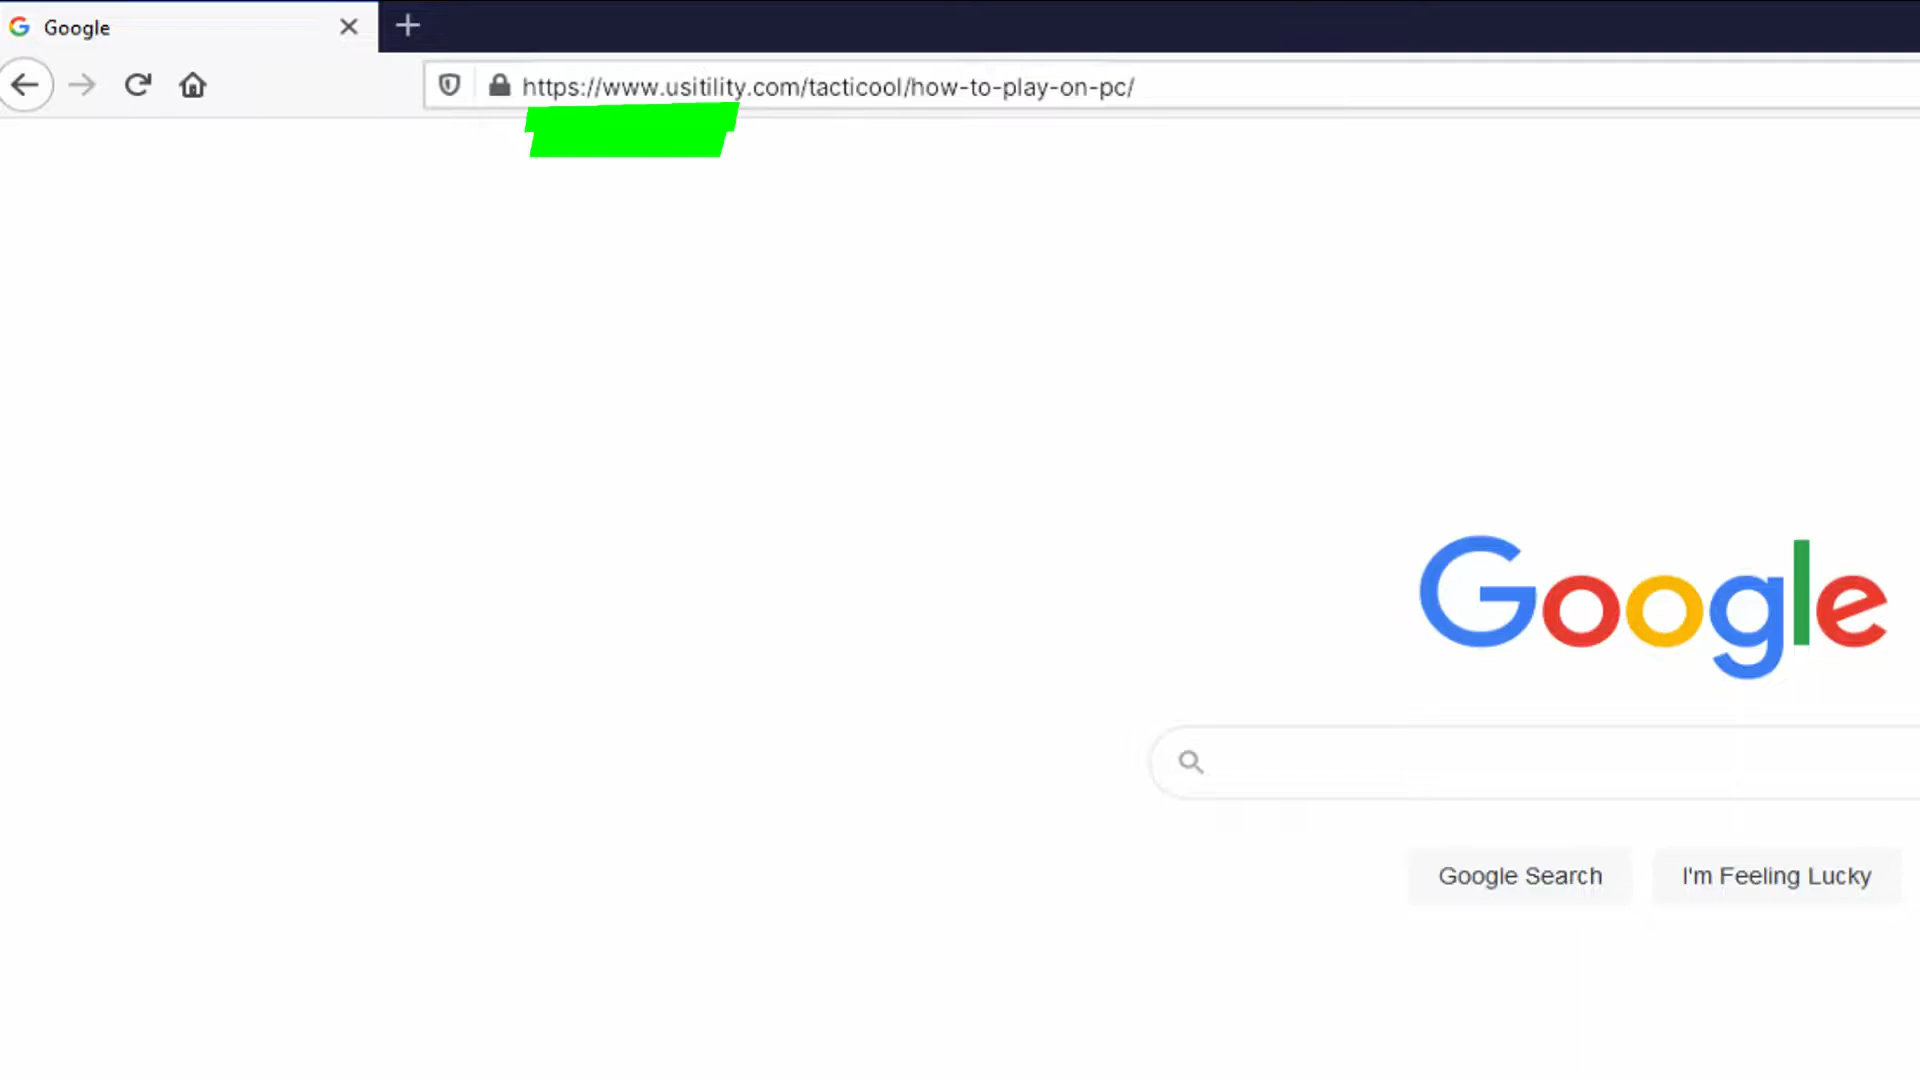 Google
https://www.usitility.com/tacticool/how-to-play-on-pc/
Google
Google Search
I'm Feeling Lucky